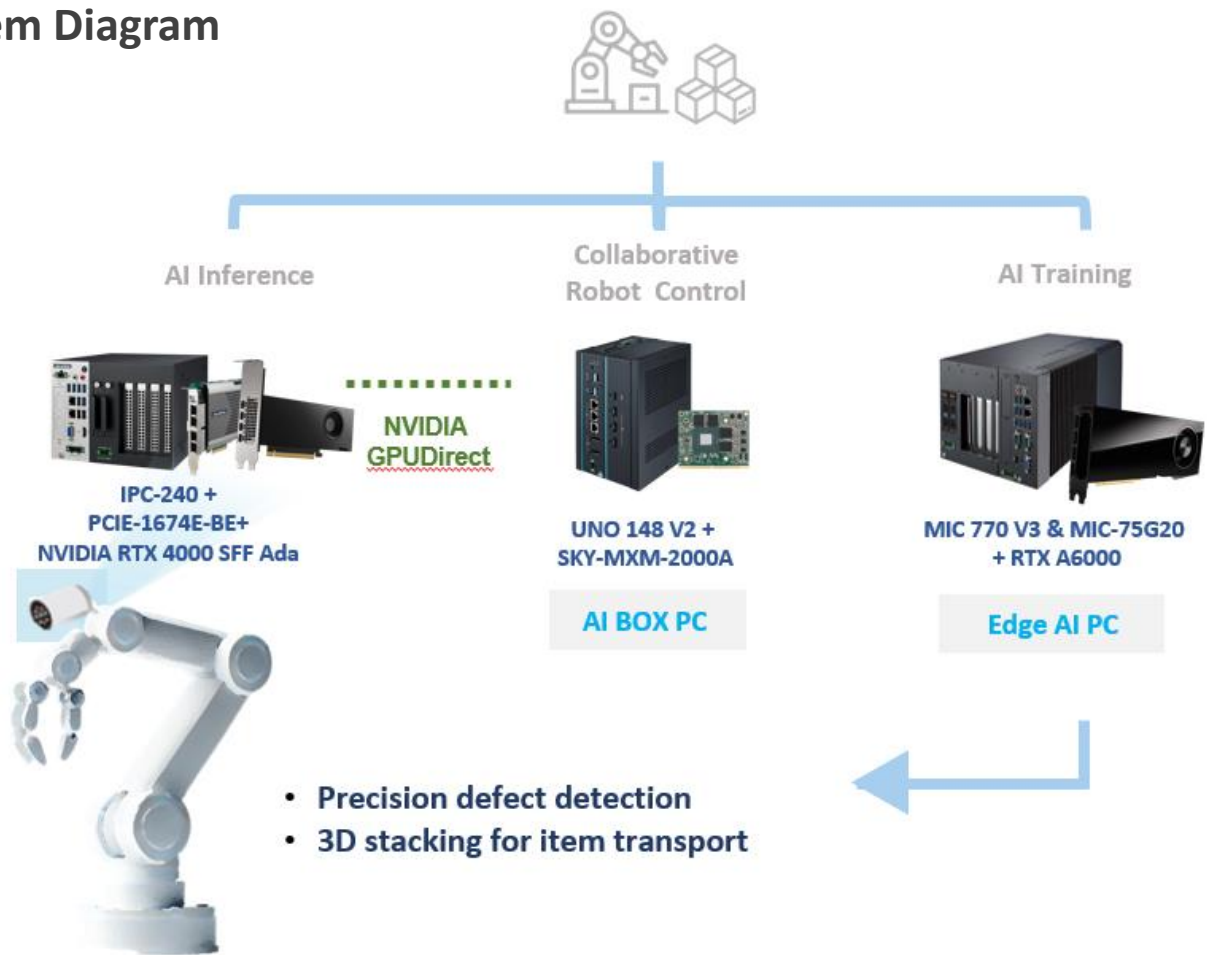 em Diagram
AI Inference
Collaborative
Robot Control
AI Training
NVIDIA
GPUDirect
IPC-240 +
PCIE-1674E-BE+
NVIDIA RTX 4000 SFF Ada
UNO 148 V2 +
SKY-MXM-2000A
AI BOX PC
MIC 770 V3 & MIC-75G20
+ RTX A6000
Edge AI PC
• Precision defect detection
• 3D stacking for item transport